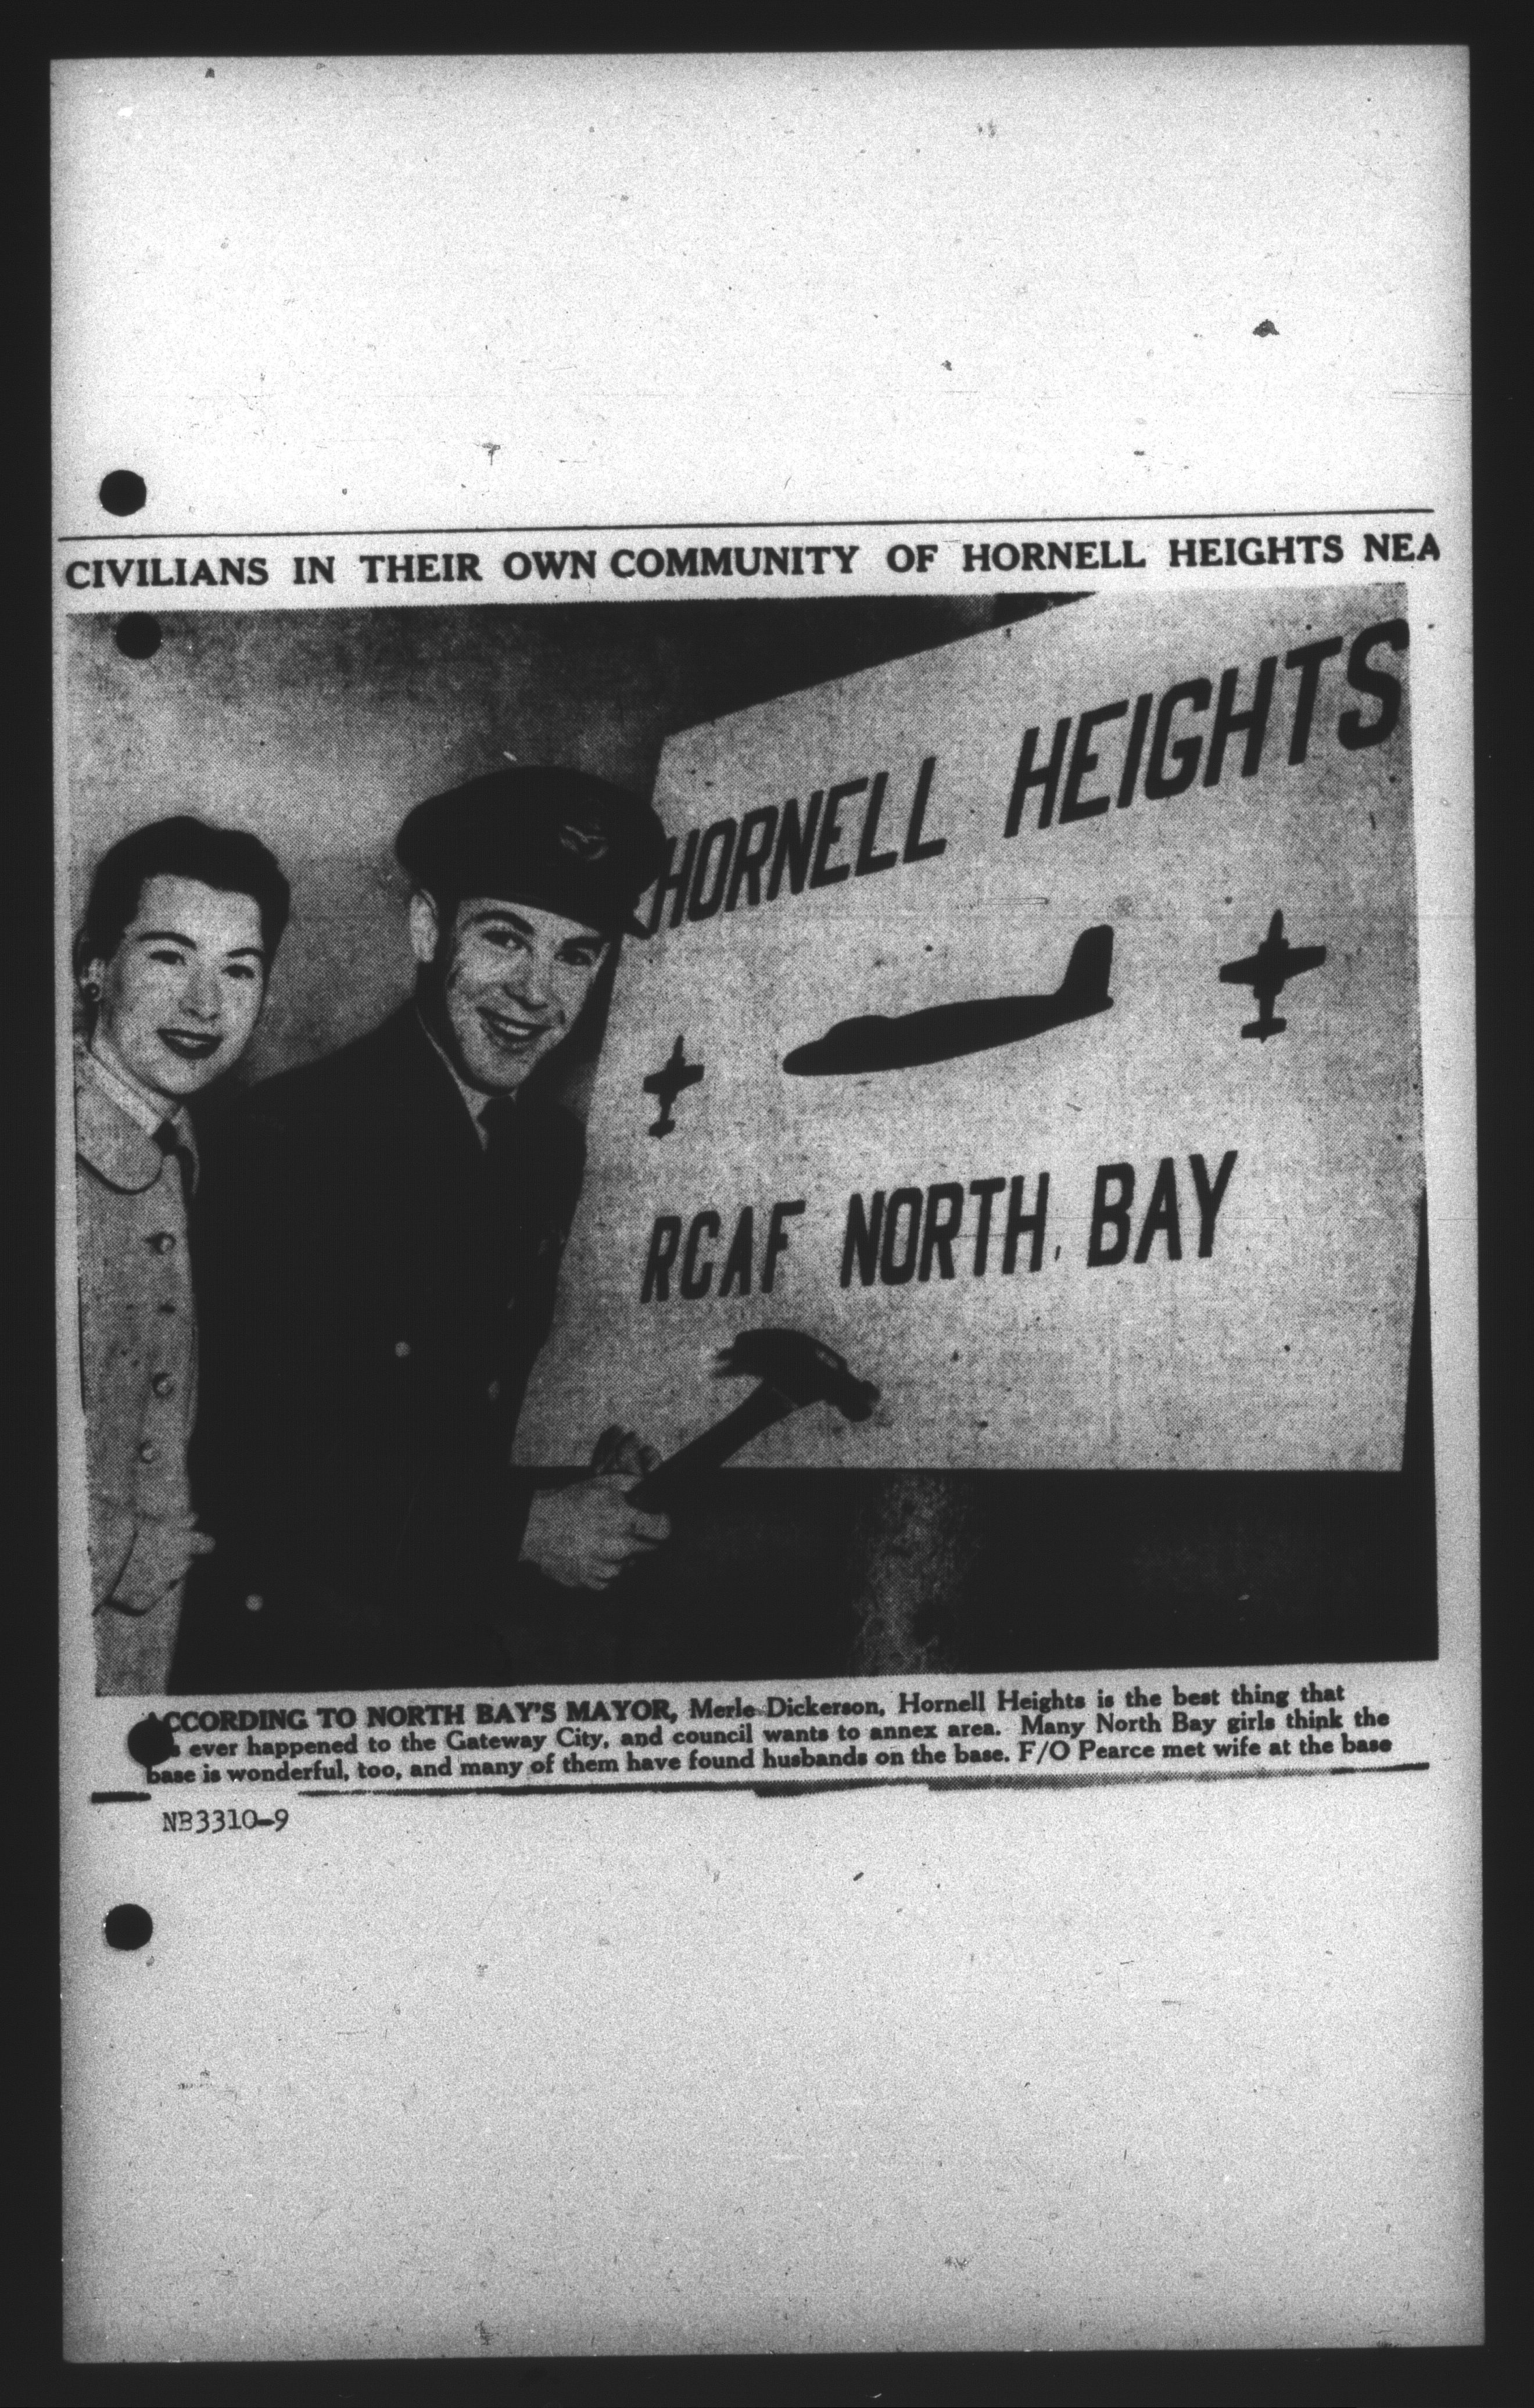 CIVILIANS IN THEIR OWN COMMUNITY OF HORNELL HEIGHTS NEA
HORNELL HEIGHTS
RCAF NORTH BAY
ACCORDING TO NORTH BAY'S MAYOR, Merle Dickerson, Hornell Heights is the best thing that
ever happened to the Gateway City, and council wants to annex area. Many North Bay girls think the
base is wonderful, too, and many of them have found husbands on the base. F/O Pearce met wife at the base
NB3310-9